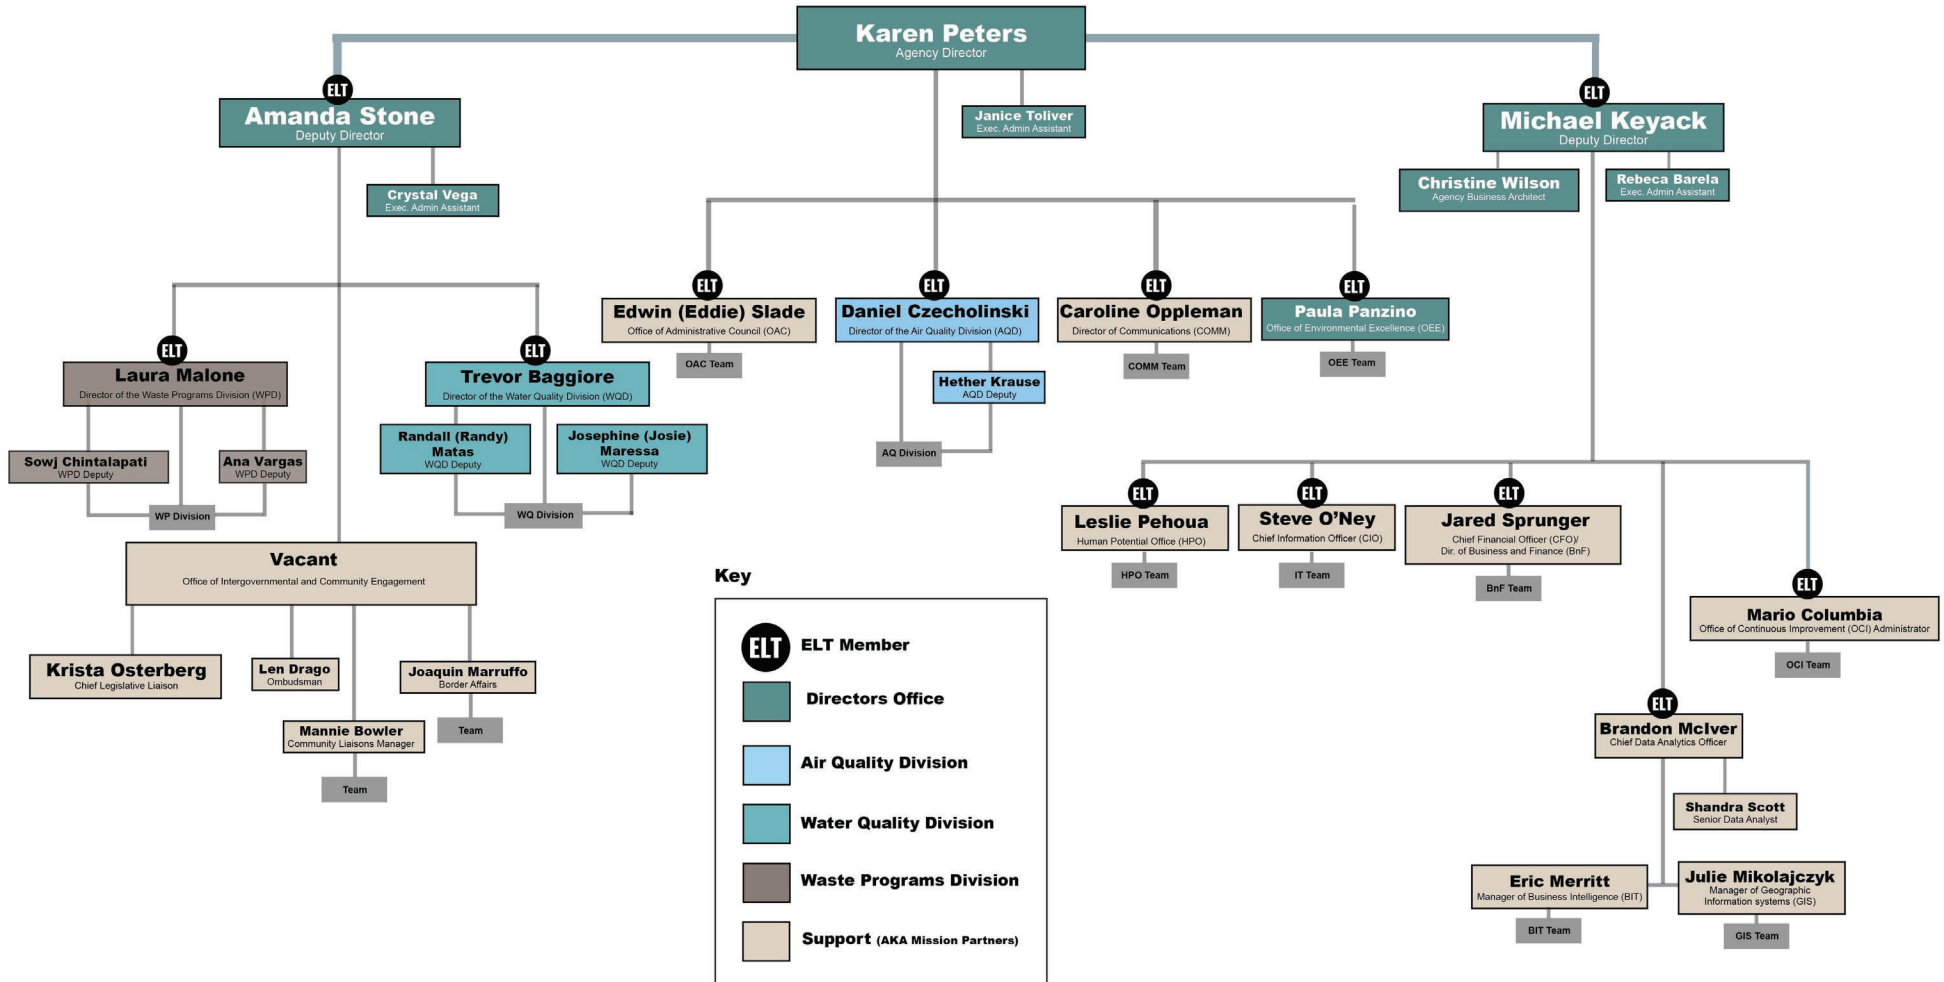 Karen Peters
Agency Director
ELT
Amanda Stone
Deputy Director
Janice Toliver
Exec. Admin Assistant
ELT
Michael Keyack
Deputy Director
Crystal Vega
Exec. Admin Assistant
Christine Wilson
Agency Business Architect
Rebeca Barela
Exec. Admin Assistant
ELT
Edwin (Eddie) Slade
Office of Administrative Council (OAC)
OAC Team
ELT
Daniel Czecholinski
Director of the Air Quality Division (AQD)
Hether Krause
AQD Deputy
AQ Division
ELT
Caroline Oppleman
Director of Communications (COMM)
COMM Team
ELT
Paula Panzino
Office of Environmental Excellence (OEE)
OEE Team
ELT
Laura Malone
Director of the Waste Programs Division (WPD)
Sowj Chintalapati
WPD Deputy
Ana Vargas
WPD Deputy
WP Division
ELT
Trevor Baggiore
Director of the Water Quality Division (WQD)
Randall (Randy)
Matas
WQD Deputy
Josephine (Josie)
Maressa
WQD Deputy
WQ Division
Vacant
Office of Intergovernmental and Community Engagement
Krista Osterberg
Chief Legislative Liaison
Len Drago
Ombudsman
Joaquin Marruffo
Border Affairs
Team
Mannie Bowler
Community Liaisons Manager
Team
ELT
Leslie Pehoua
Human Potential Office (HPO)
HPO Team
ELT
Steve O’Ney
Chief Information Officer (CIO)
IT Team
ELT
Jared Sprunger
Chief Financial Officer (CFO)/
Dir. of Business and Finance (BnF)
BnF Team
ELT
Mario Columbia
Office of Continuous Improvement (OCI) Administrator
OCI Team
ELT
Brandon McIver
Chief Data Analytics Officer
Shandra Scott
Senior Data Analyst
Eric Merritt
Manager of Business Intelligence (BIT)
BIT Team
Julie Mikolajczyk
Manager of Geographic
Information systems (GIS)
GIS Team
Key
ELT
ELT Member
Directors Office
Air Quality Division
Water Quality Division
Waste Programs Division
Support (AKA Mission Partners)